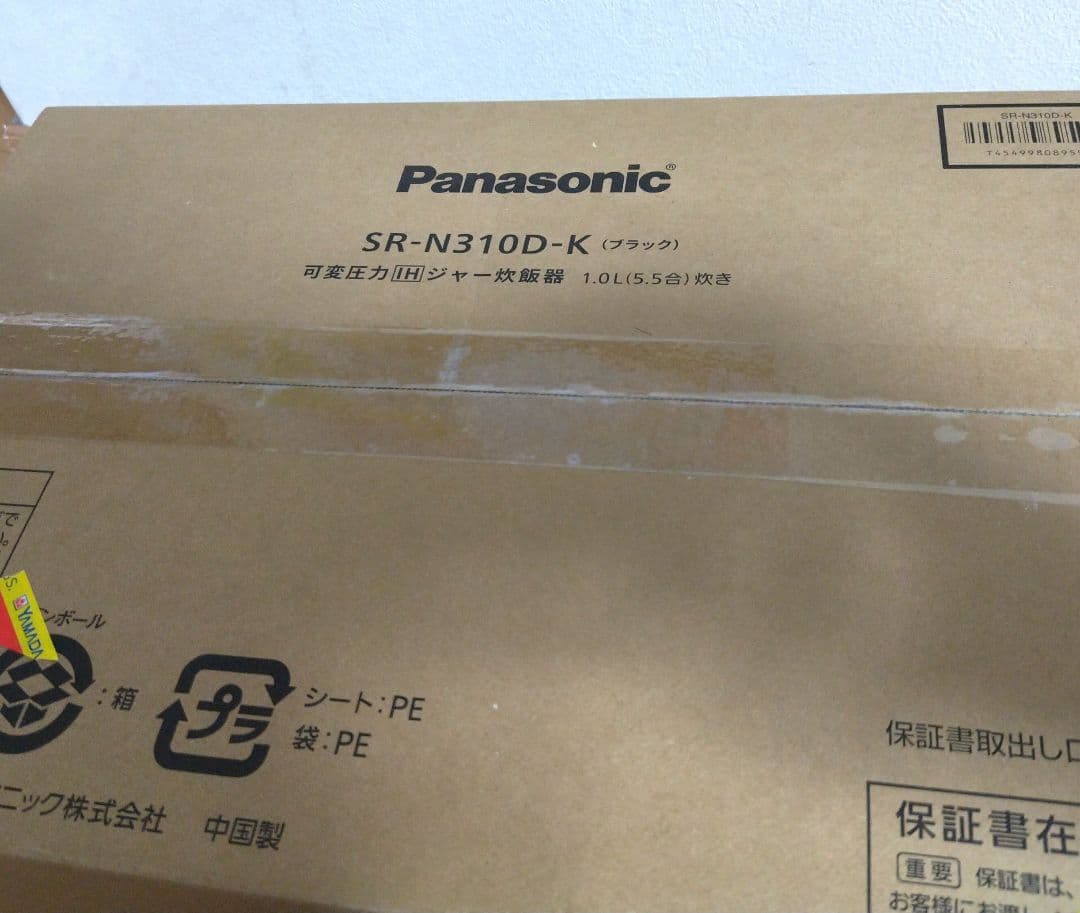 SR-N310D-K
Panasonic®
SR-N310D-K (ブラック)
可変圧力IHジャー炊飯器 1.0L(5.5合)炊き
YAMADA
ンボール
:箱
プラ
シート:PE
袋:PE
ニック株式会社 中国製
保証書取出し口
保証書在
重要 保証書は、
お客様にお渡し